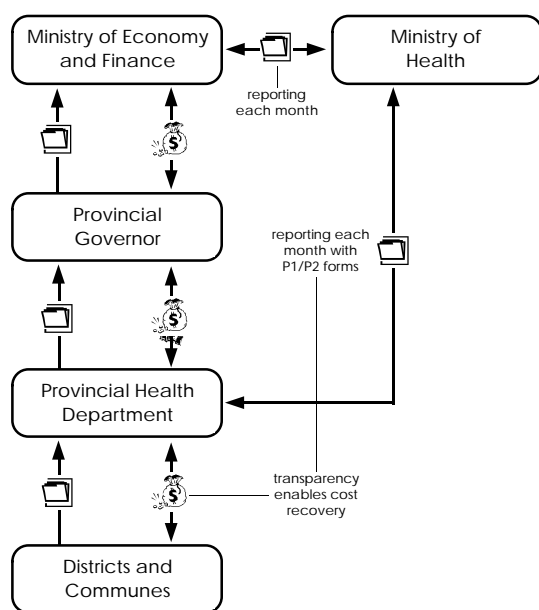 Ministry of Economy
and Finance
Ministry of
Health
reporting
each month
$
Provincial
Governor
reporting each
month with
P1/P2 forms
$
Provincial Health
Department
transparency
enables cost
recovery
$
Districts and
Communes